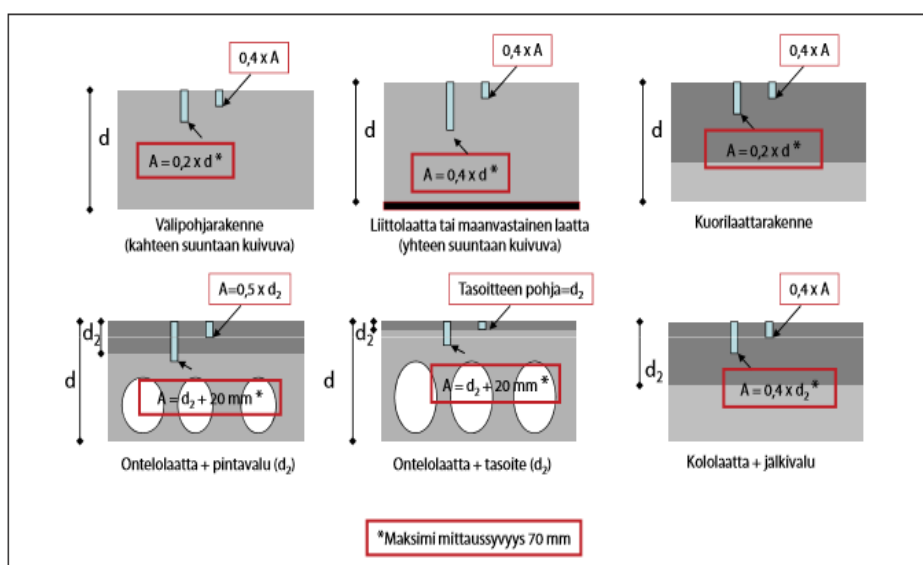 0,4 x A
d
A = 0,2 x d *
Välipohjarakenne
(kahteen suuntaan kuivuva)
0,4 x A
d
A = 0,4 x d *
Liittolaatta tai maanvastainen laatta
(yhteen suuntaan kuivuva)
0,4 x A
d
A = 0,2 x d *
Kuorilaattarakenne
A=0,5 x d₂
d₂
d
A = d₂ + 20 mm *
Ontelolaatta + pintavalu (d₂)
Tasoitteen pohja=d₂
d₂
d
A = d₂ + 20 mm *
Ontelolaatta + tasoite (d₂)
0,4 x A
d₂
A = 0,4 x d₂ *
Kololaatta + jälkivalu
*Maksimi mittaussyvyys 70 mm